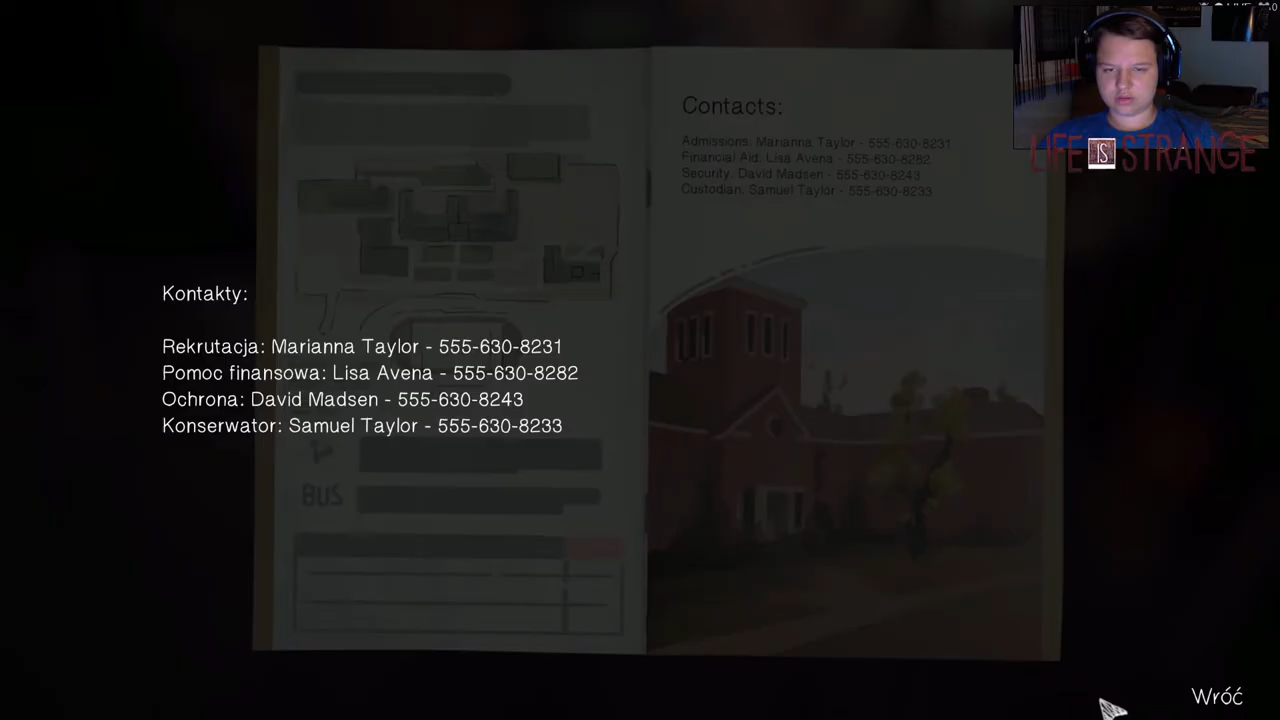 Contacts:
Admissions: Marianna Taylor - 555-630-8231
Financial Aid: Lisa Avena - 555-630-8282
Security: David Madsen - 555-630-8243
Custodian: Samuel Taylor - 555-630-8233
LIFE IS STRANGE
Kontakty:
Rekrutacja: Marianna Taylor - 555-630-8231
Pomoc finansowa: Lisa Avena - 555-630-8282
Ochrona: David Madsen - 555-630-8243
Konserwator: Samuel Taylor - 555-630-8233
BUS
Wróć